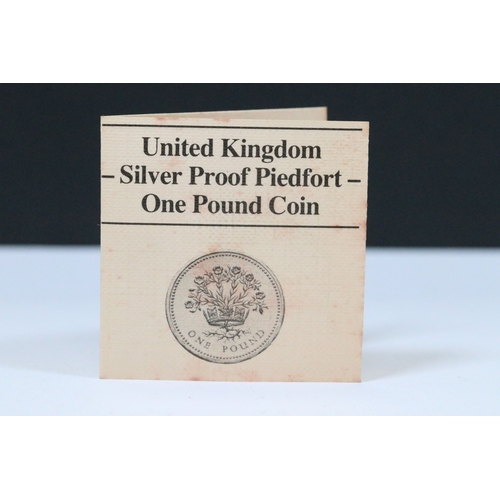 United Kingdom
– Silver Proof Piedfort –
One Pound Coin
ONE POUND